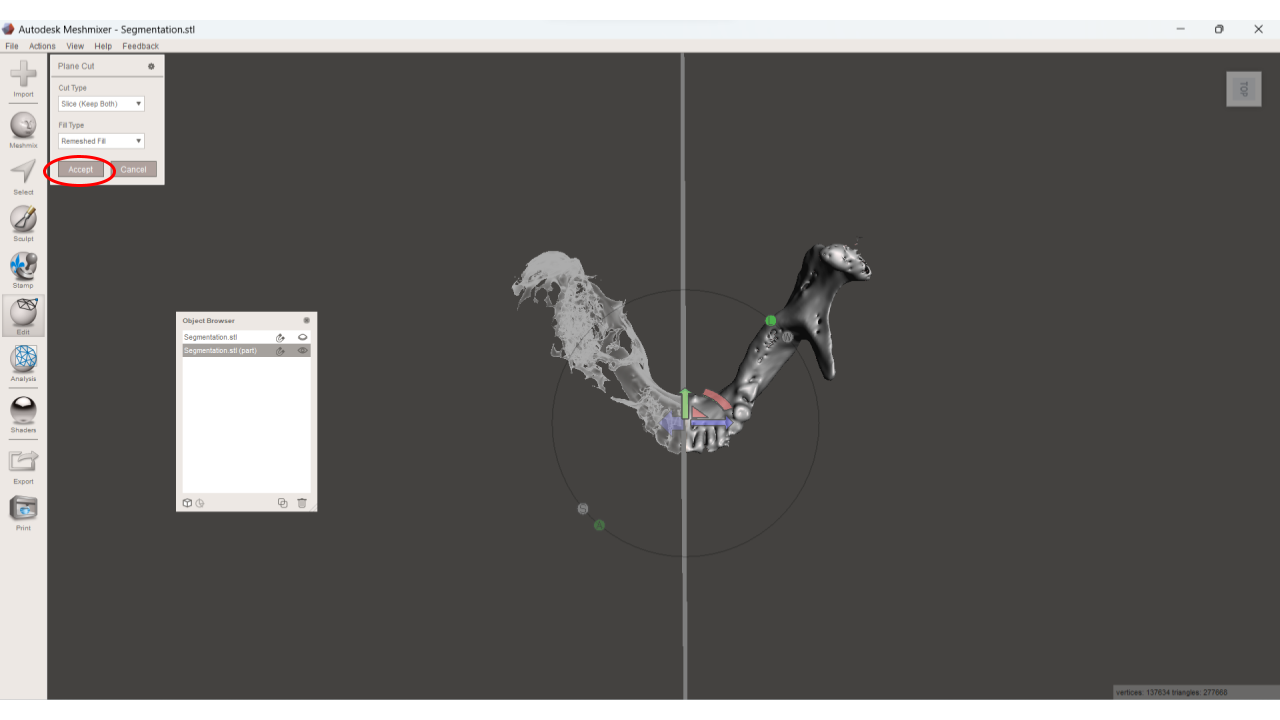 Autodesk Meshmixer - Segmentation.stl
File Actions View Help Feedback
Import
Meshmix
Select
Sculpt
Stamp
Edit
Analysis
Shaders
Export
Print
Plane Cut
Cut Type
Slice (Keep Both)
Fill Type
Remeshed Fill
Accept Cancel
Object Browser
Segmentation.stl
Segmentation.stl (part)
TOP
vertices: 137634 triangles: 277668